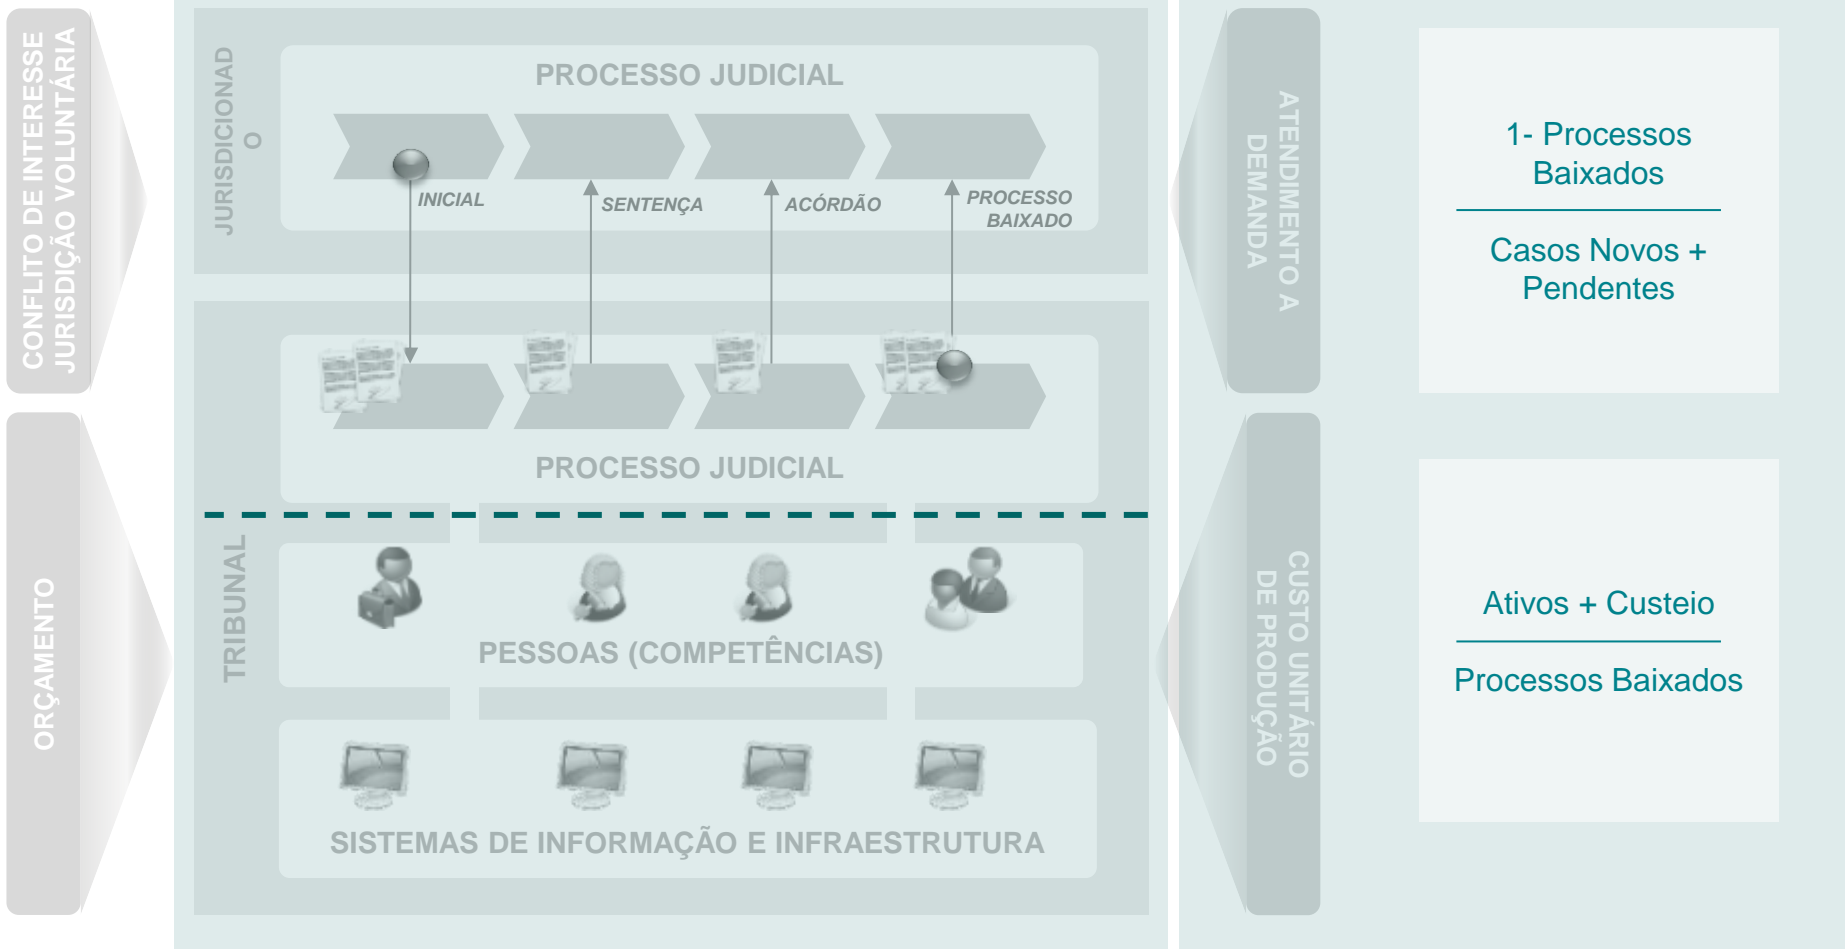 CONFLITO DE INTERESSE
JURISDIÇÃO VOLUNTÁRIA
ORÇAMENTO
JURISDICIONAD
O
PROCESSO JUDICIAL
INICIAL
SENTENÇA
ACÓRDÃO
PROCESSO
BAIXADO
TRIBUNAL
PROCESSO JUDICIAL
PESSOAS (COMPETÊNCIAS)
SISTEMAS DE INFORMAÇÃO E INFRAESTRUTURA
ATENDIMENTO A
DEMANDA
CUSTO UNITÁRIO
DE PRODUÇÃO
1- Processos
Baixados
Casos Novos +
Pendentes
Ativos + Custeio
Processos Baixados